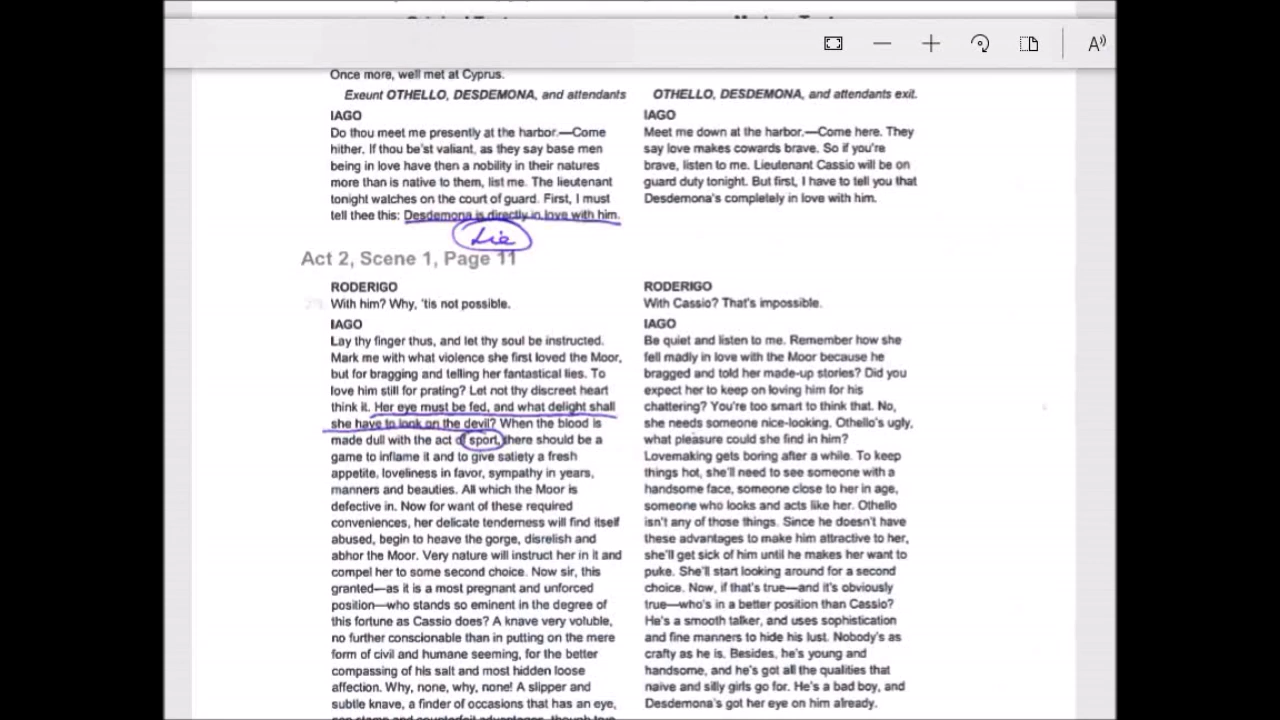 Once more, well met at Cyprus.
Exeunt OTHELLO, DESDEMONA, and attendants
IAGO
Do thou meet me presently at the harbor.—Come
hither. If thou be'st valiant, as they say base men
being in love have then a nobility in their natures
more than is native to them, list me. The lieutenant
tonight watches on the court of guard. First, I must
tell thee this: Desdemona is directly in love with him.
Lie
OTHELLO, DESDEMONA, and attendants exit.
IAGO
Meet me down at the harbor.—Come here. They
say love makes cowards brave. So if you're
brave, listen to me. Lieutenant Cassio will be on
guard duty tonight. But first, I have to tell you that
Desdemona's completely in love with him.
Act 2, Scene 1, Page 11
RODERIGO
With him? Why, 'tis not possible.
IAGO
Lay thy finger thus, and let thy soul be instructed.
Mark me with what violence she first loved the Moor,
but for bragging and telling her fantastical lies. To
love him still for prating? Let not thy discreet heart
think it. Her eye must be fed, and what delight shall
she have to look on the devil? When the blood is
made dull with the act of sport, there should be a
game to inflame it and to give satiety a fresh
appetite, loveliness in favor, sympathy in years,
manners and beauties. All which the Moor is
defective in. Now for want of these required
conveniences, her delicate tenderness will find itself
abused, begin to heave the gorge, disrelish and
abhor the Moor. Very nature will instruct her in it and
compel her to some second choice. Now sir, this
granted—as it is a most pregnant and unforced
position—who stands so eminent in the degree of
this fortune as Cassio does? A knave very voluble,
no further conscionable than in putting on the mere
form of civil and humane seeming, for the better
compassing of his salt and most hidden loose
affection. Why, none, why, none! A slipper and
subtle knave, a finder of occasions that has an eye,
RODERIGO
With Cassio? That's impossible.
IAGO
Be quiet and listen to me. Remember how she
fell madly in love with the Moor because he
bragged and told her made-up stories? Did you
expect her to keep on loving him for his
chattering? You're too smart to think that. No,
she needs someone nice-looking. Othello's ugly,
what pleasure could she find in him?
Lovemaking gets boring after a while. To keep
things hot, she'll need to see someone with a
handsome face, someone close to her in age,
someone who looks and acts like her. Othello
isn't any of those things. Since he doesn't have
these advantages to make him attractive to her,
she'll get sick of him until he makes her want to
puke. She'll start looking around for a second
choice. Now, if that's true—and it's obviously
true—who's in a better position than Cassio?
He's a smooth talker, and uses sophistication
and fine manners to hide his lust. Nobody's as
crafty as he is. Besides, he's young and
handsome, and he's got all the qualities that
naive and silly girls go for. He's a bad boy, and
Desdemona's got her eye on him already.